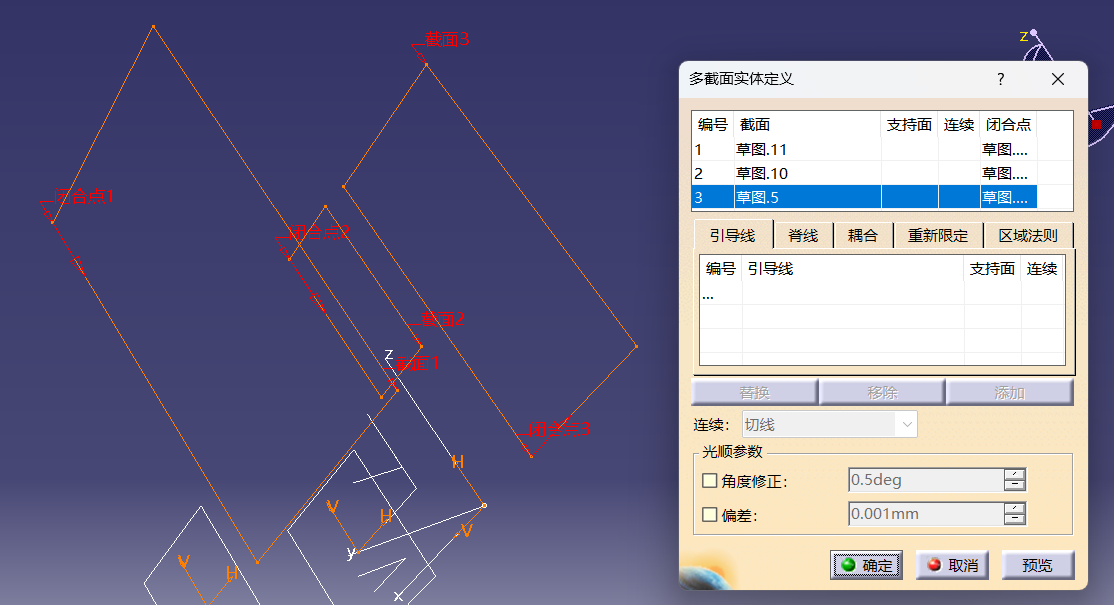 截面3
闭合点1
闭合点2
截面2
截面1
闭合点3
Z
H
V
H
V
y
V
H
x
z
多截面实体定义
?
编号 截面 支持面 连续 闭合点
1 草图.11 草图....
2 草图.10 草图....
3 草图.5 草图....
引导线 脊线 耦合 重新限定 区域法则
编号 引导线 支持面 连续
...
替换 移除 添加
连续: 切线
光顺参数
角度修正: 0.5deg
偏差: 0.001mm
确定 取消 预览